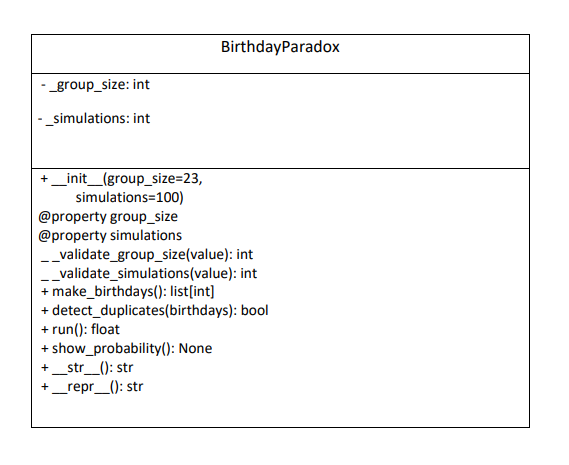 BirthdayParadox
- _group_size: int
- _simulations: int
+ __init__(group_size=23,
simulations=100)
@property group_size
@property simulations
_ _validate_group_size(value): int
_ _validate_simulations(value): int
+ make_birthdays(): list[int]
+ detect_duplicates(birthdays): bool
+ run(): float
+ show_probability(): None
+ __str__(): str
+ __repr__(): str